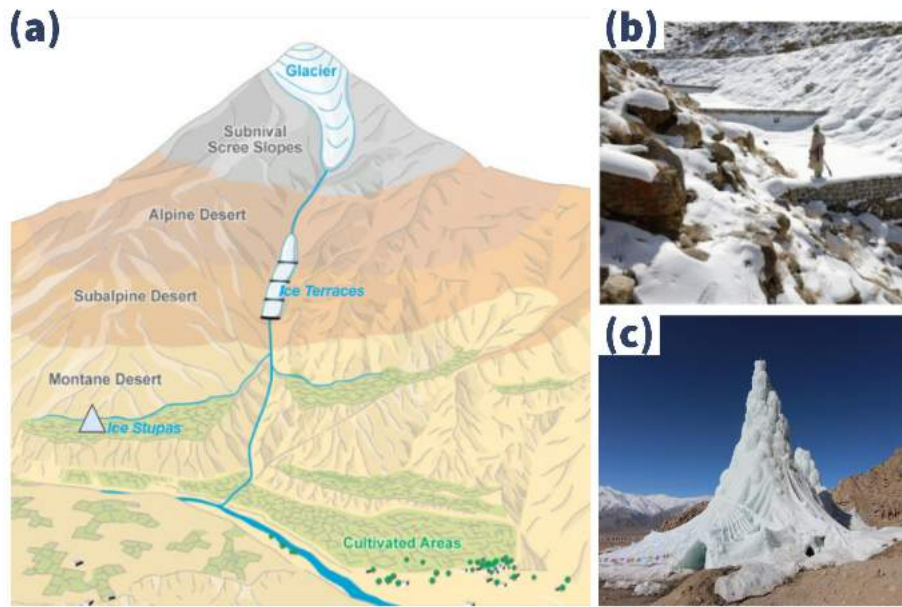 (a)
Glacier
Subnival
Scree Slopes
Alpine Desert
Ice Terraces
Subalpine Desert
Montane Desert
Ice Stupas
Cultivated Areas
(b)
(c)